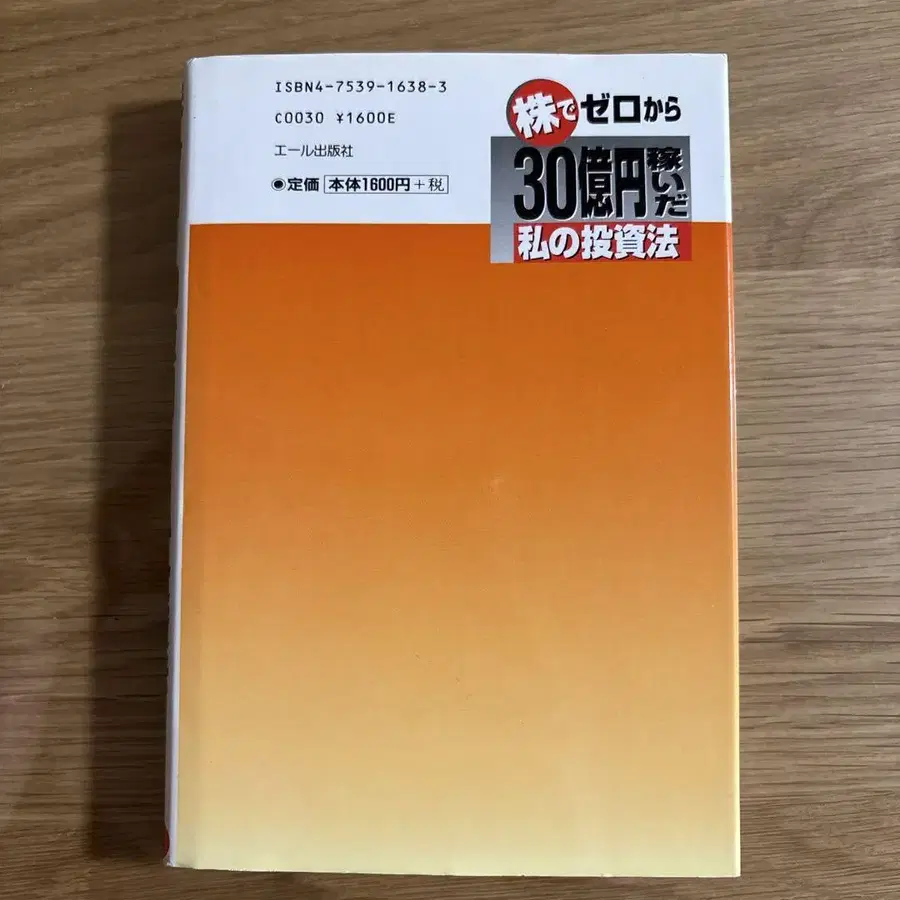 ISBN4-7539-1638-3
C0030 ¥1600E
エール出版社
◉定価 本体1600円+税
株でゼロから
30億円稼いだ
私の投資法